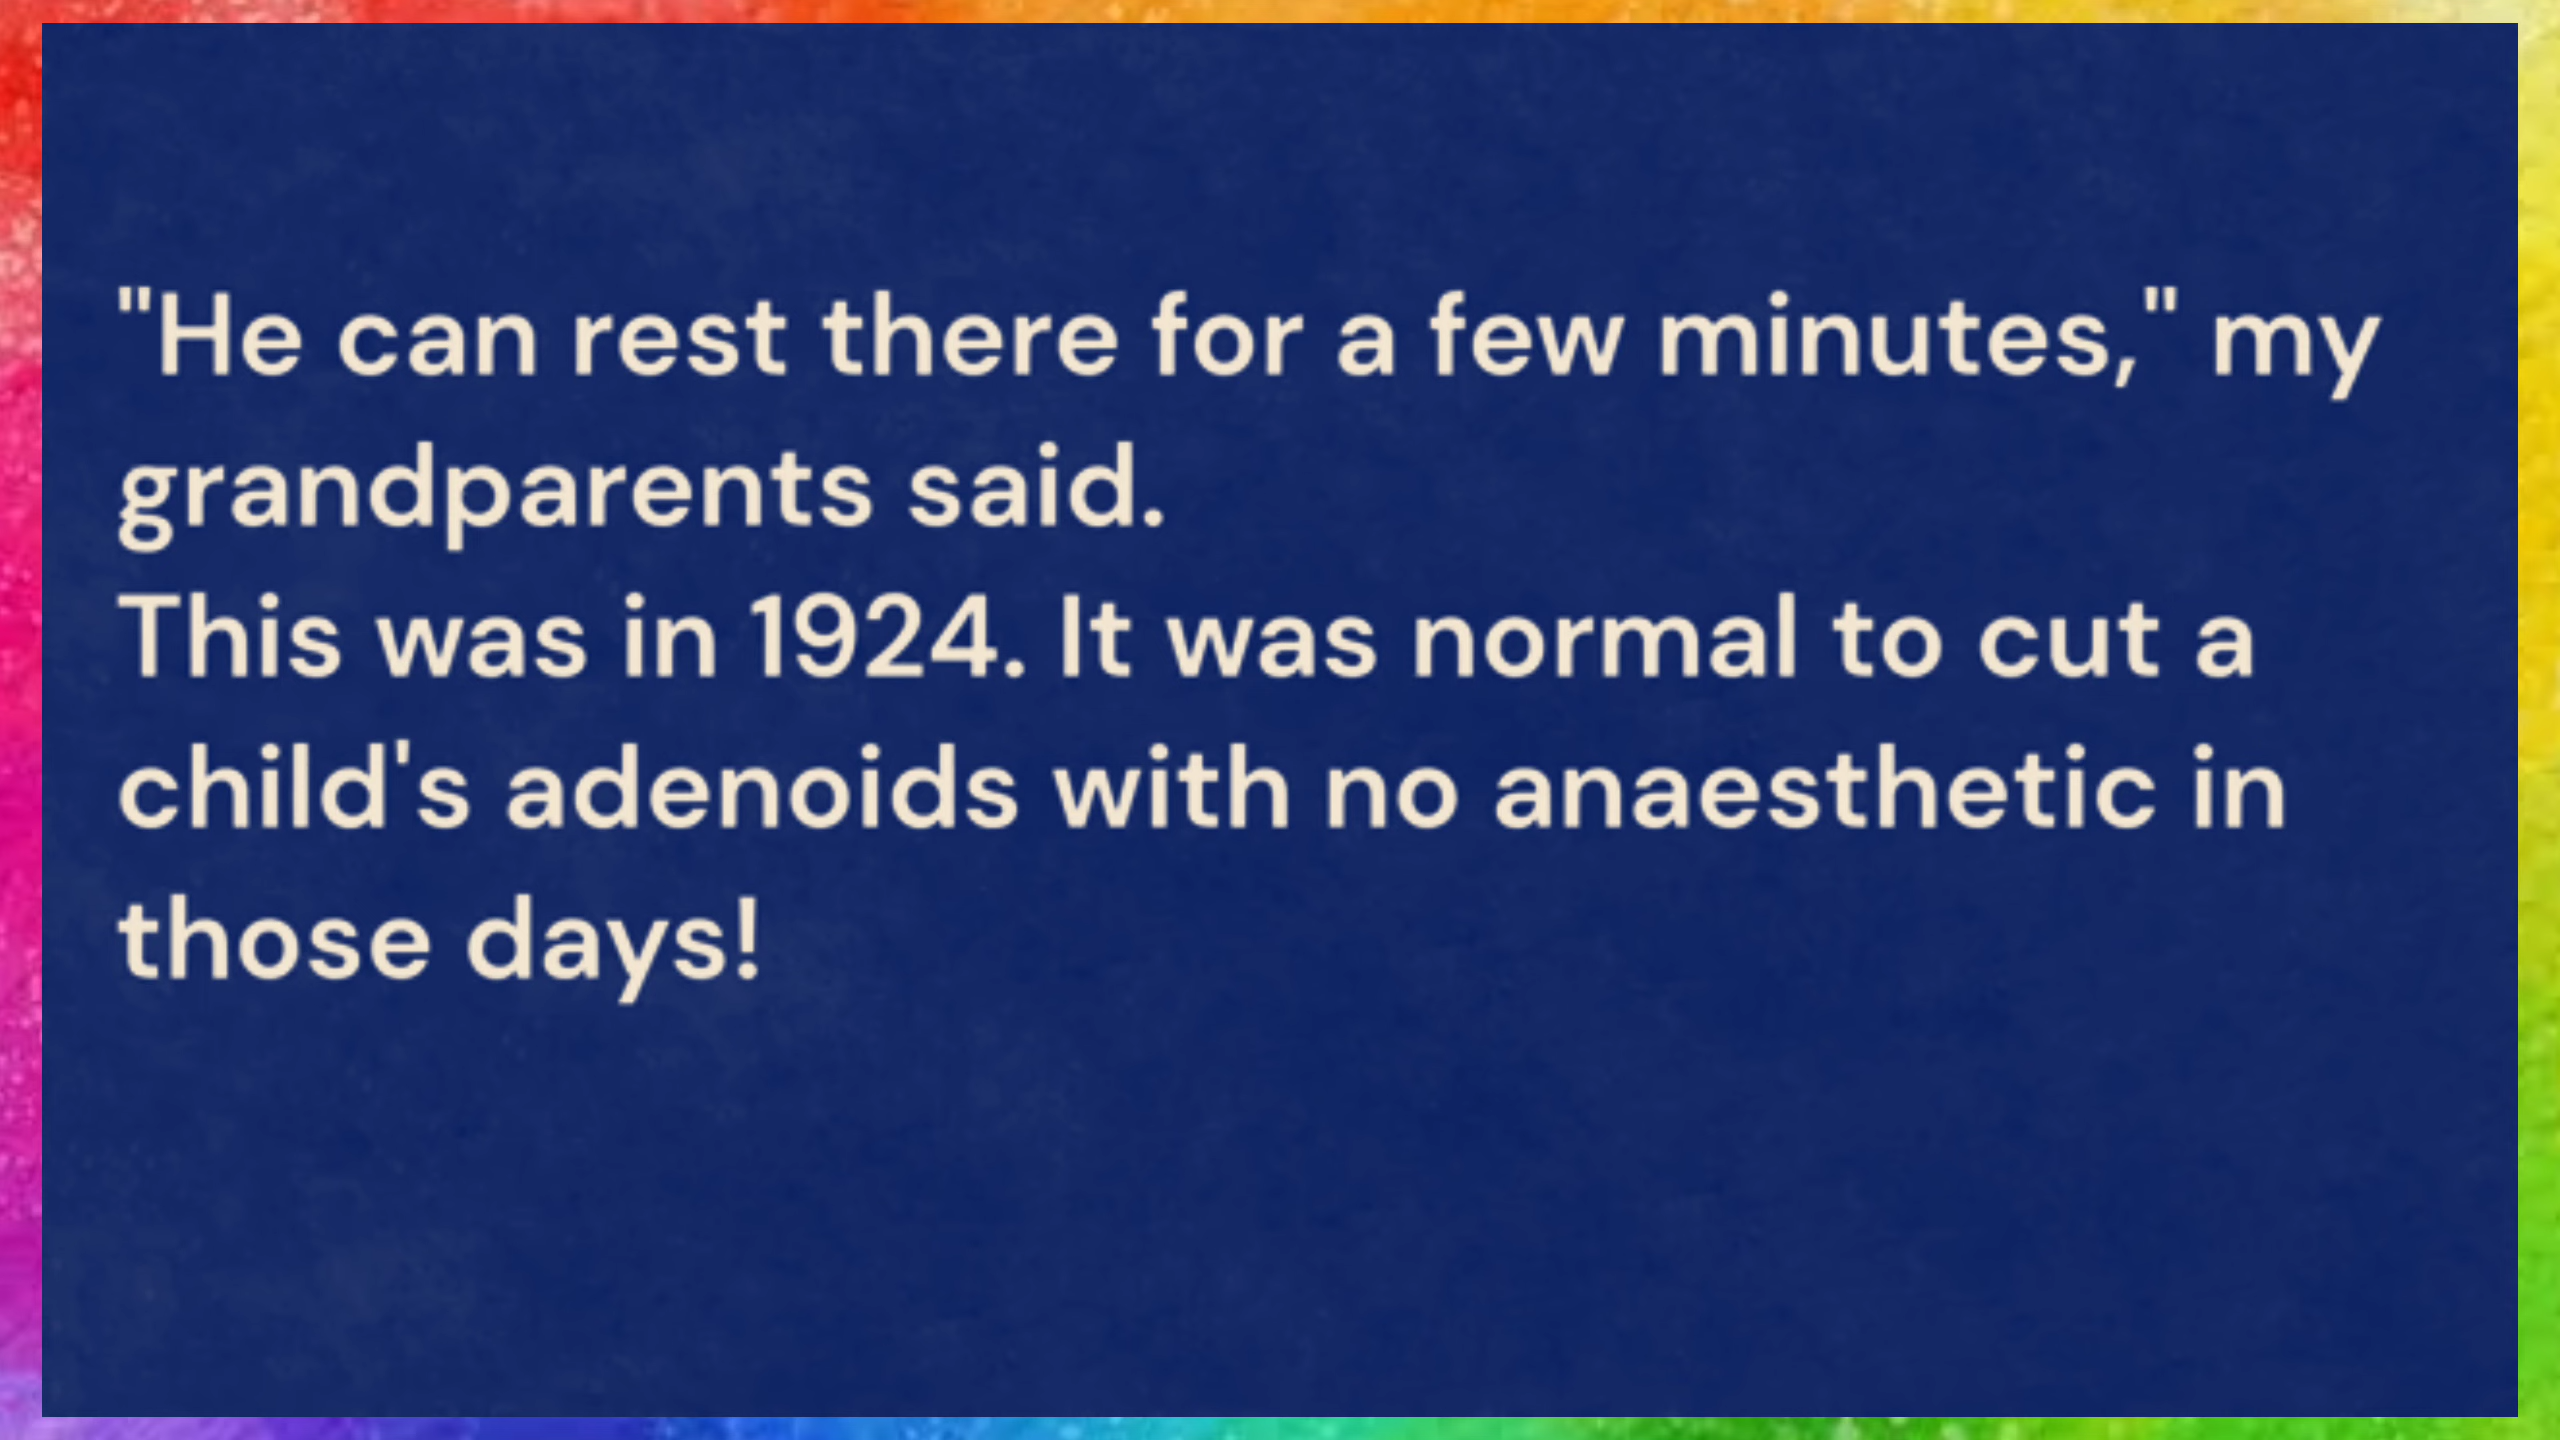 "He can rest there for a few minutes," my
grandparents said.
This was in 1924. It was normal to cut a
child's adenoids with no anaesthetic in
those days!